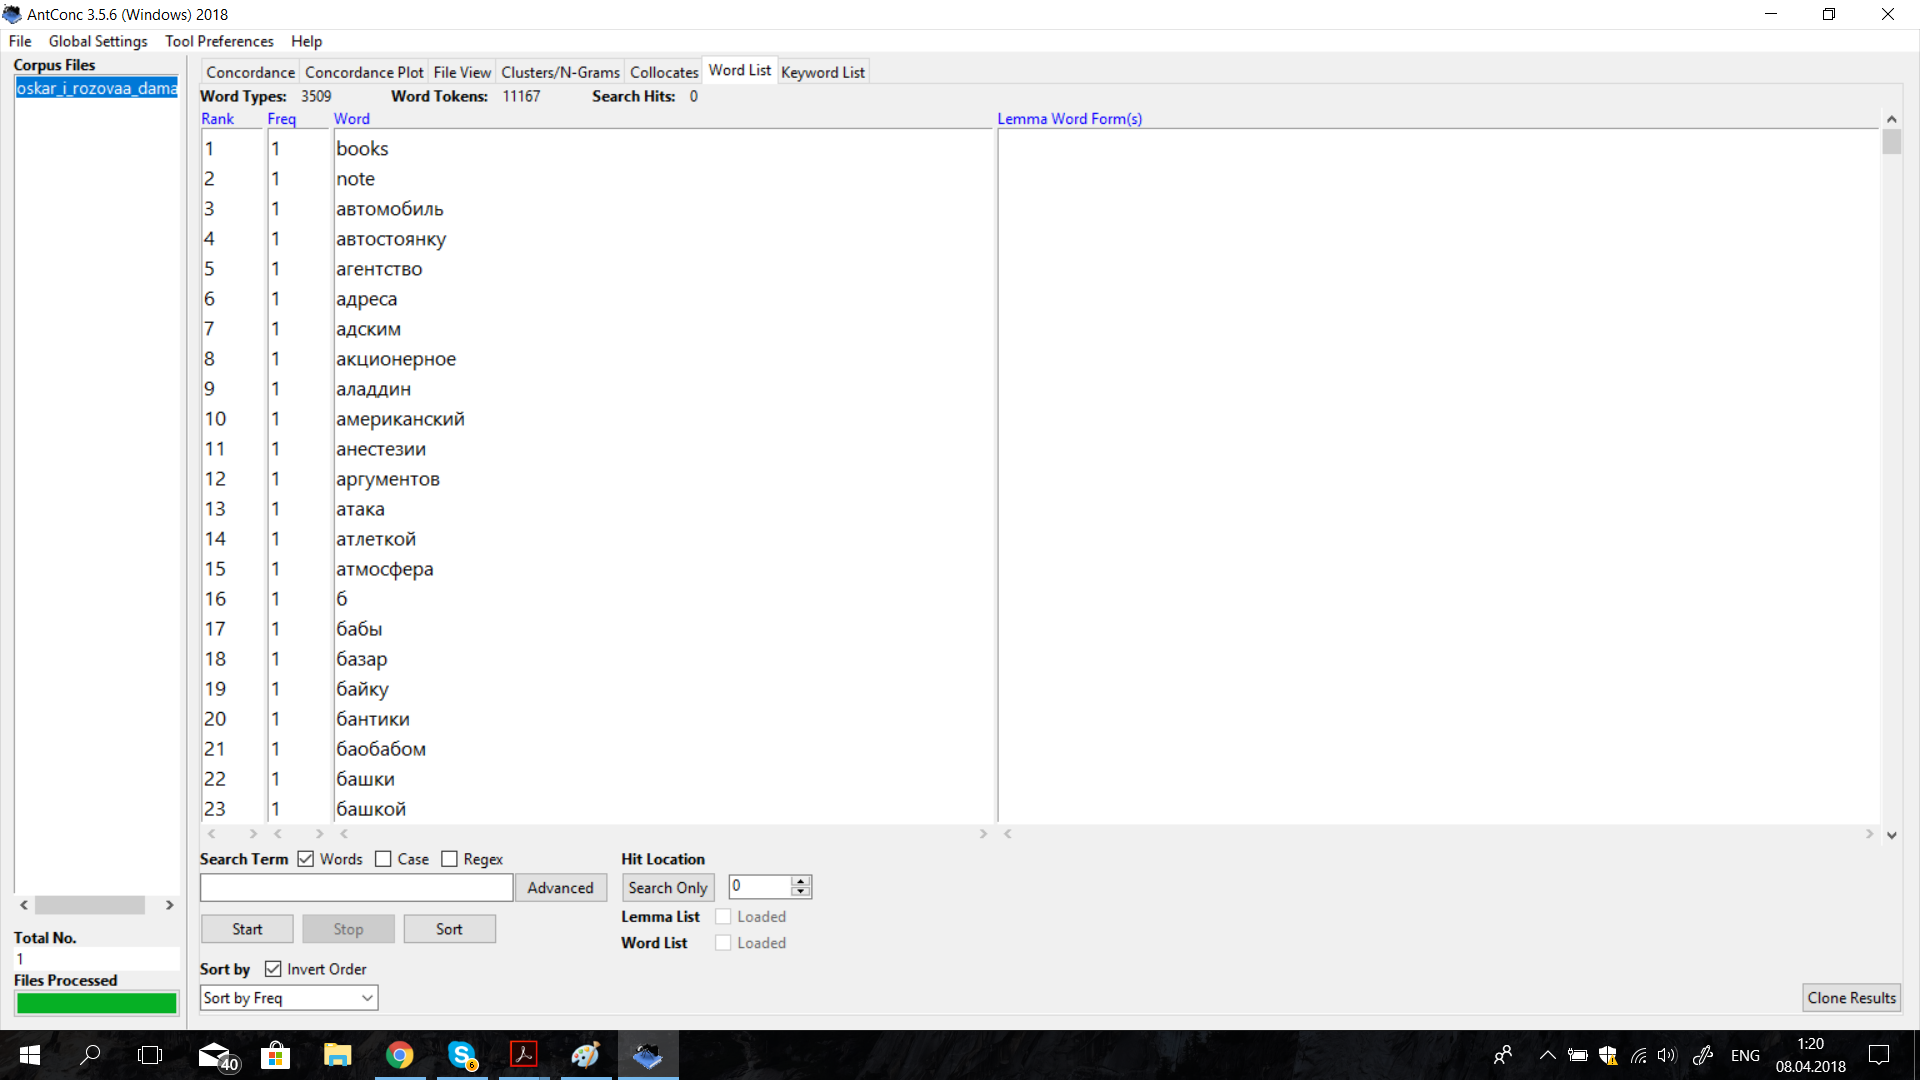 AntConc 3.5.6 (Windows) 2018
File Global Settings Tool Preferences Help
Corpus Files
oskar_i_rozovaa_dama
Concordance Concordance Plot File View Clusters/N-Grams Collocates Word List Keyword List
Word Types: 3509 Word Tokens: 11167 Search Hits: 0
Rank Freq Word Lemma Word Form(s)
1 1 books
2 1 note
3 1 автомобиль
4 1 автостоянку
5 1 агентство
6 1 адреса
7 1 адским
8 1 акционерное
9 1 аладдин
10 1 американский
11 1 анестезии
12 1 аргументов
13 1 атака
14 1 атлеткой
15 1 атмосфера
16 1 б
17 1 бабы
18 1 базар
19 1 байку
20 1 бантики
21 1 баобабом
22 1 башки
23 1 башкой
Search Term Words Case Regex Hit Location
Advanced Search Only 0
Start Stop Sort Lemma List Loaded
Word List Loaded
Total No.
1
Files Processed
Sort by Invert Order
Sort by Freq Clone Results
40 6 ENG 1:20
08.04.2018